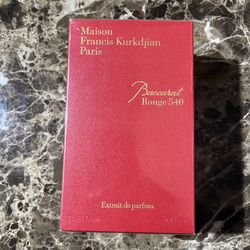 Maison
Francis Kurkdjian
Paris
Baccarat
Rouge 540
Extrait de parfum